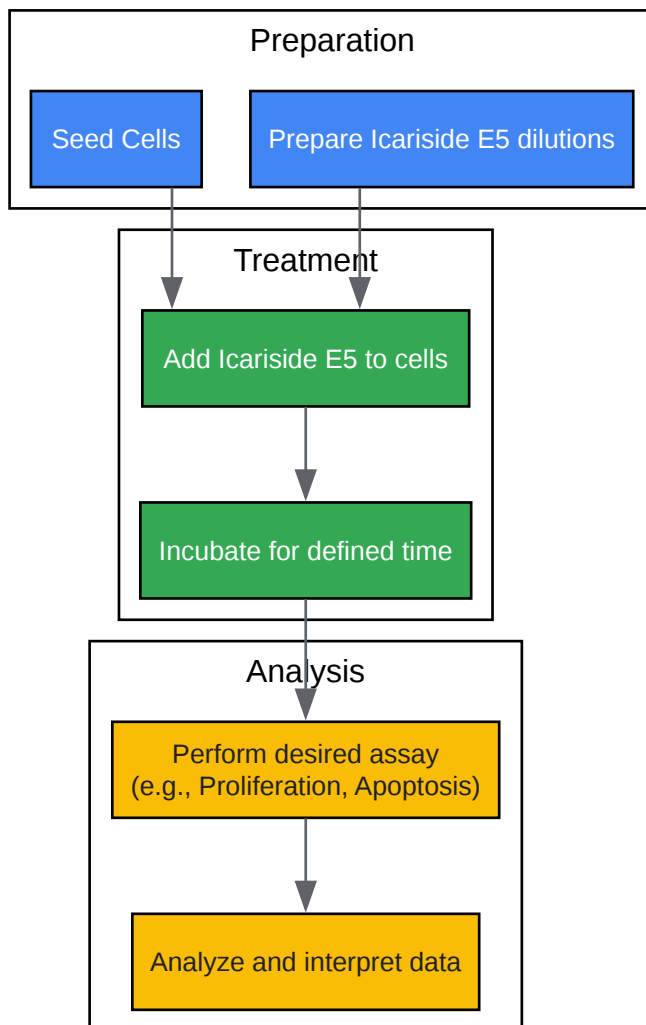 Preparation
Seed Cells
Prepare Icariside E5 dilutions
Treatment
Add Icariside E5 to cells
Incubate for defined time
Analysis
Perform desired assay
(e.g., Proliferation, Apoptosis)
Analyze and interpret data